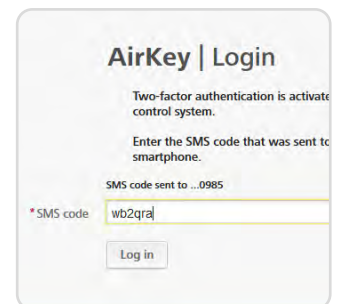 AirKey | Login
Two-factor authentication is activate
control system.
Enter the SMS code that was sent to
smartphone.
SMS code sent to ...0985
*SMS code wb2qra
Log in